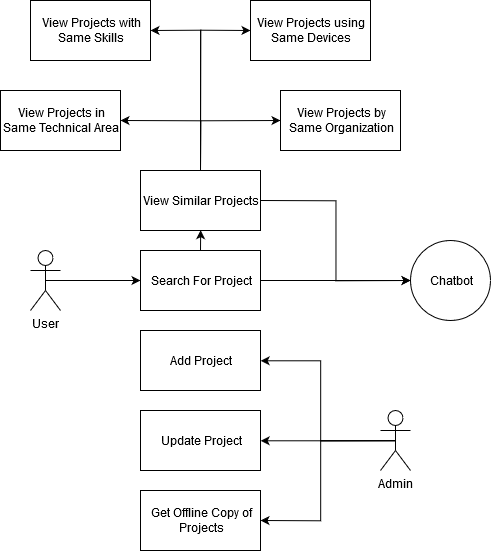 View Projects with
Same Skills
View Projects using
Same Devices
View Projects in
Same Technical Area
View Projects by
Same Organization
View Similar Projects
Search For Project
Chatbot
User
Add Project
Update Project
Admin
Get Offline Copy of
Projects